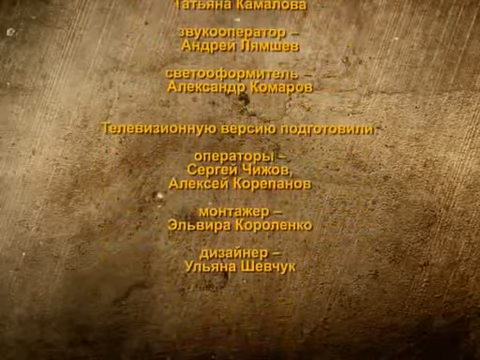 Татьяна Камалова
звукооператор –
Андрей Лямшев
светооформитель –
Александр Комаров
Телевизионную версию подготовили:
операторы –
Сергей Чижов,
Алексей Корепанов
монтажер –
Эльвира Короленко
дизайнер –
Ульяна Шевчук